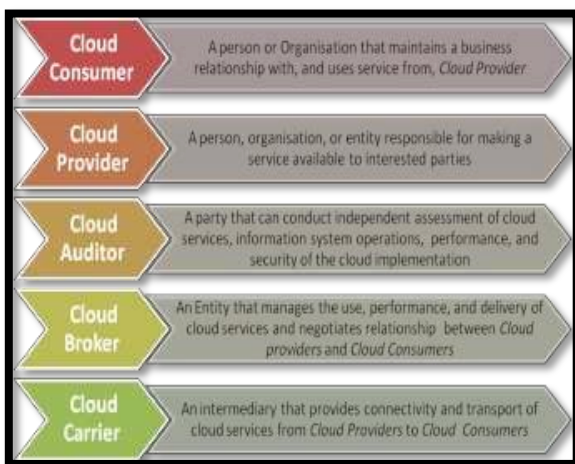 Cloud
Consumer
A person or Organisation that maintains a business
relationship with, and uses service from, Cloud Provider
Cloud
Provider
A person, organisation, or entity responsible for making a
service available to interested parties
Cloud
Auditor
A party that can conduct independent assessment of cloud
services, information system operations, performance, and
security of the cloud implementation
Cloud
Broker
An Entity that manages the use, performance, and delivery of
cloud services and negotiates relationship between Cloud
providers and Cloud Consumers
Cloud
Carrier
An intermediary that provides connectivity and transport of
cloud services from Cloud Providers to Cloud Consumers